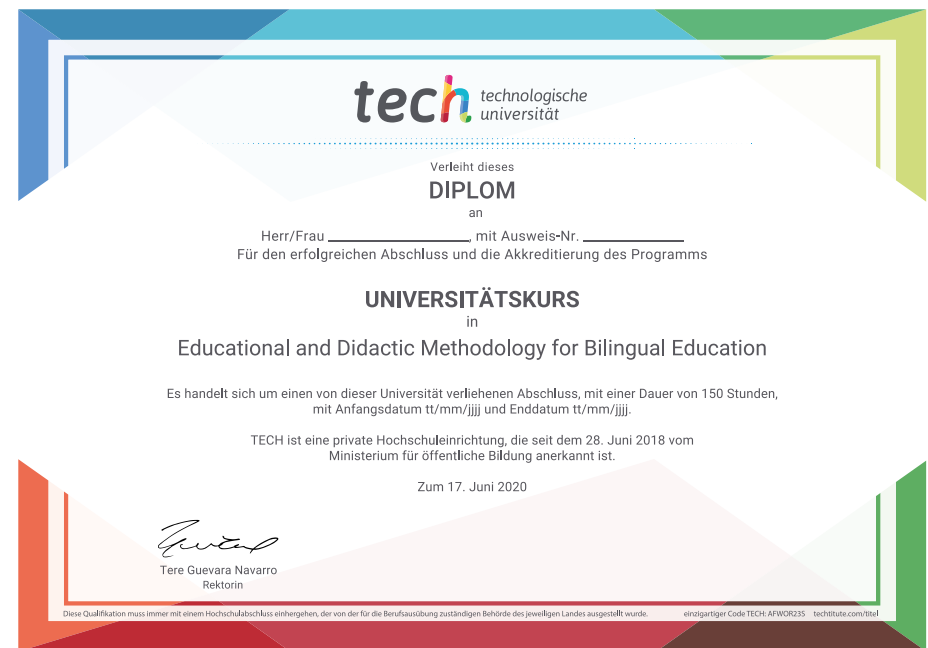 tech technologische
universität
Verleiht dieses
DIPLOM
an
Herr/Frau ____________________, mit Ausweis-Nr. ______________
Für den erfolgreichen Abschluss und die Akkreditierung des Programms
UNIVERSITÄTSKURS
in
Educational and Didactic Methodology for Bilingual Education
Es handelt sich um einen von dieser Universität verliehenen Abschluss, mit einer Dauer von 150 Stunden,
mit Anfangsdatum tt/mm/jjjj und Enddatum tt/mm/jjjj.
TECH ist eine private Hochschuleinrichtung, die seit dem 28. Juni 2018 vom
Ministerium für öffentliche Bildung anerkannt ist.
Zum 17. Juni 2020
Tere Guevara Navarro
Rektorin
Diese Qualifikation muss immer mit einem Hochschulabschluss einhergehen, der von der für die Berufsausübung zuständigen Behörde des jeweiligen Landes ausgestellt wurde. einzigartiger Code TECH: AFWOR23S techtitute.com/titel